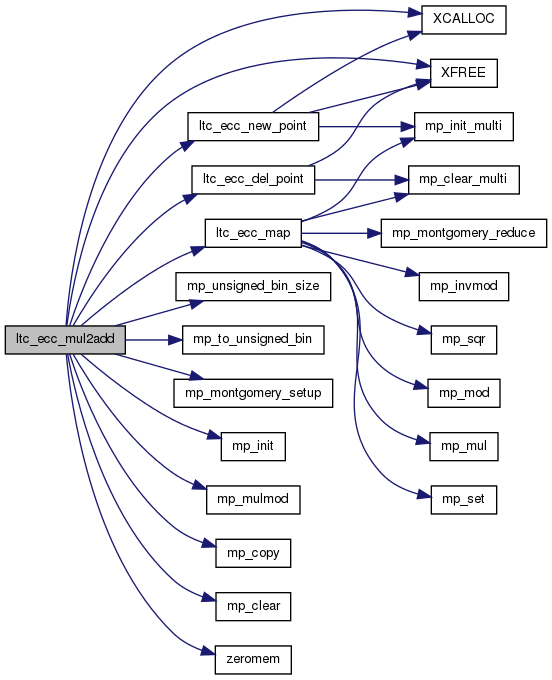 XCALLOC
XFREE
ltc_ecc_new_point
mp_init_multi
ltc_ecc_del_point
mp_clear_multi
ltc_ecc_map
mp_montgomery_reduce
mp_unsigned_bin_size
mp_invmod
ltc_ecc_mul2add
mp_to_unsigned_bin
mp_sqr
mp_montgomery_setup
mp_mod
mp_init
mp_mul
mp_mulmod
mp_set
mp_copy
mp_clear
zeromem